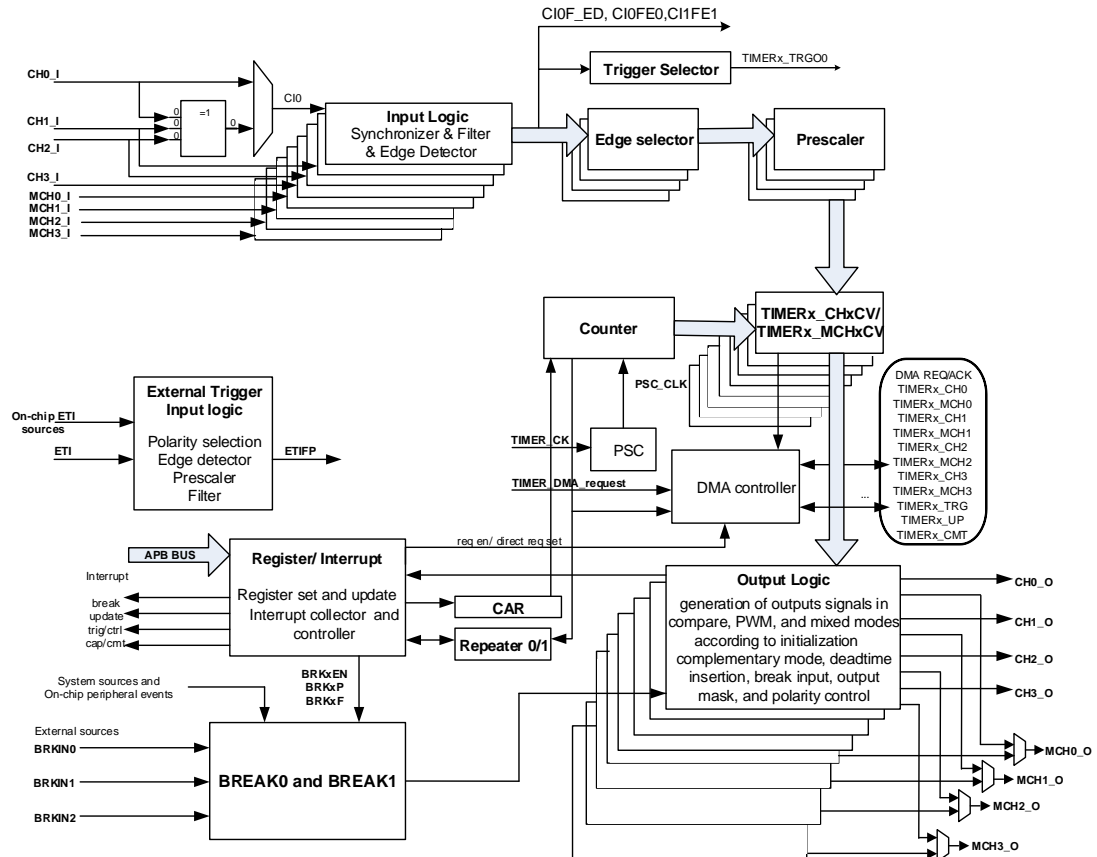 CI0F_ED, CI0FE0,CI1FE1
Trigger Selector
TIMERx_TRGO0
CH0_I
CH1_I
CH2_I
CH3_I
MCH0_I
MCH1_I
MCH2_I
MCH3_I
0
0
0
=1
0
CI0
Input Logic
Synchronizer & Filter
& Edge Detector
Edge selector
Prescaler
Counter
TIMERx_CHxCV/
TIMERx_MCHxCV
PSC_CLK
TIMER_CK
PSC
External Trigger
Input logic
Polarity selection
Edge detector
Prescaler
Filter
On-chip ETI
sources
ETI
ETIFP
TIMER_DMA_request
DMA controller
...
DMA REQ/ACK
TIMERx_CH0
TIMERx_MCH0
TIMERx_CH1
TIMERx_MCH1
TIMERx_CH2
TIMERx_MCH2
TIMERx_CH3
TIMERx_MCH3
TIMERx_TRG
TIMERx_UP
TIMERx_CMT
APB BUS
Register/ Interrupt
Register set and update
Interrupt collector and
controller
req en/ direct req set
Interrupt
break
update
trig/ctrl
cap/cmt
CAR
Repeater 0/1
BRKxEN
BRKxP
BRKxF
System sources and
On-chip peripheral events
External sources
BRKIN0
BRKIN1
BRKIN2
BREAK0 and BREAK1
Output Logic
generation of outputs signals in
compare, PWM, and mixed modes
according to initialization
complementary mode, deadtime
insertion, break input, output
mask, and polarity control
CH0_O
CH1_O
CH2_O
CH3_O
MCH0_O
MCH1_O
MCH2_O
MCH3_O